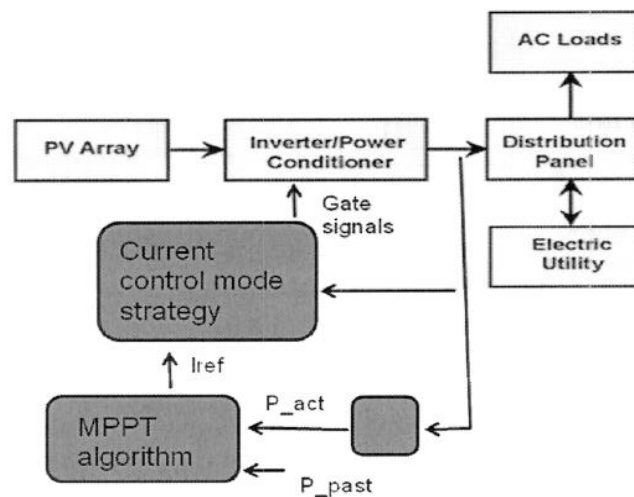 AC Loads
PV Array
Inverter/Power
Conditioner
Distribution
Panel
Gate
signals
Electric
Utility
Current
control mode
strategy
Iref
P_act
MPPT
algorithm
P_past